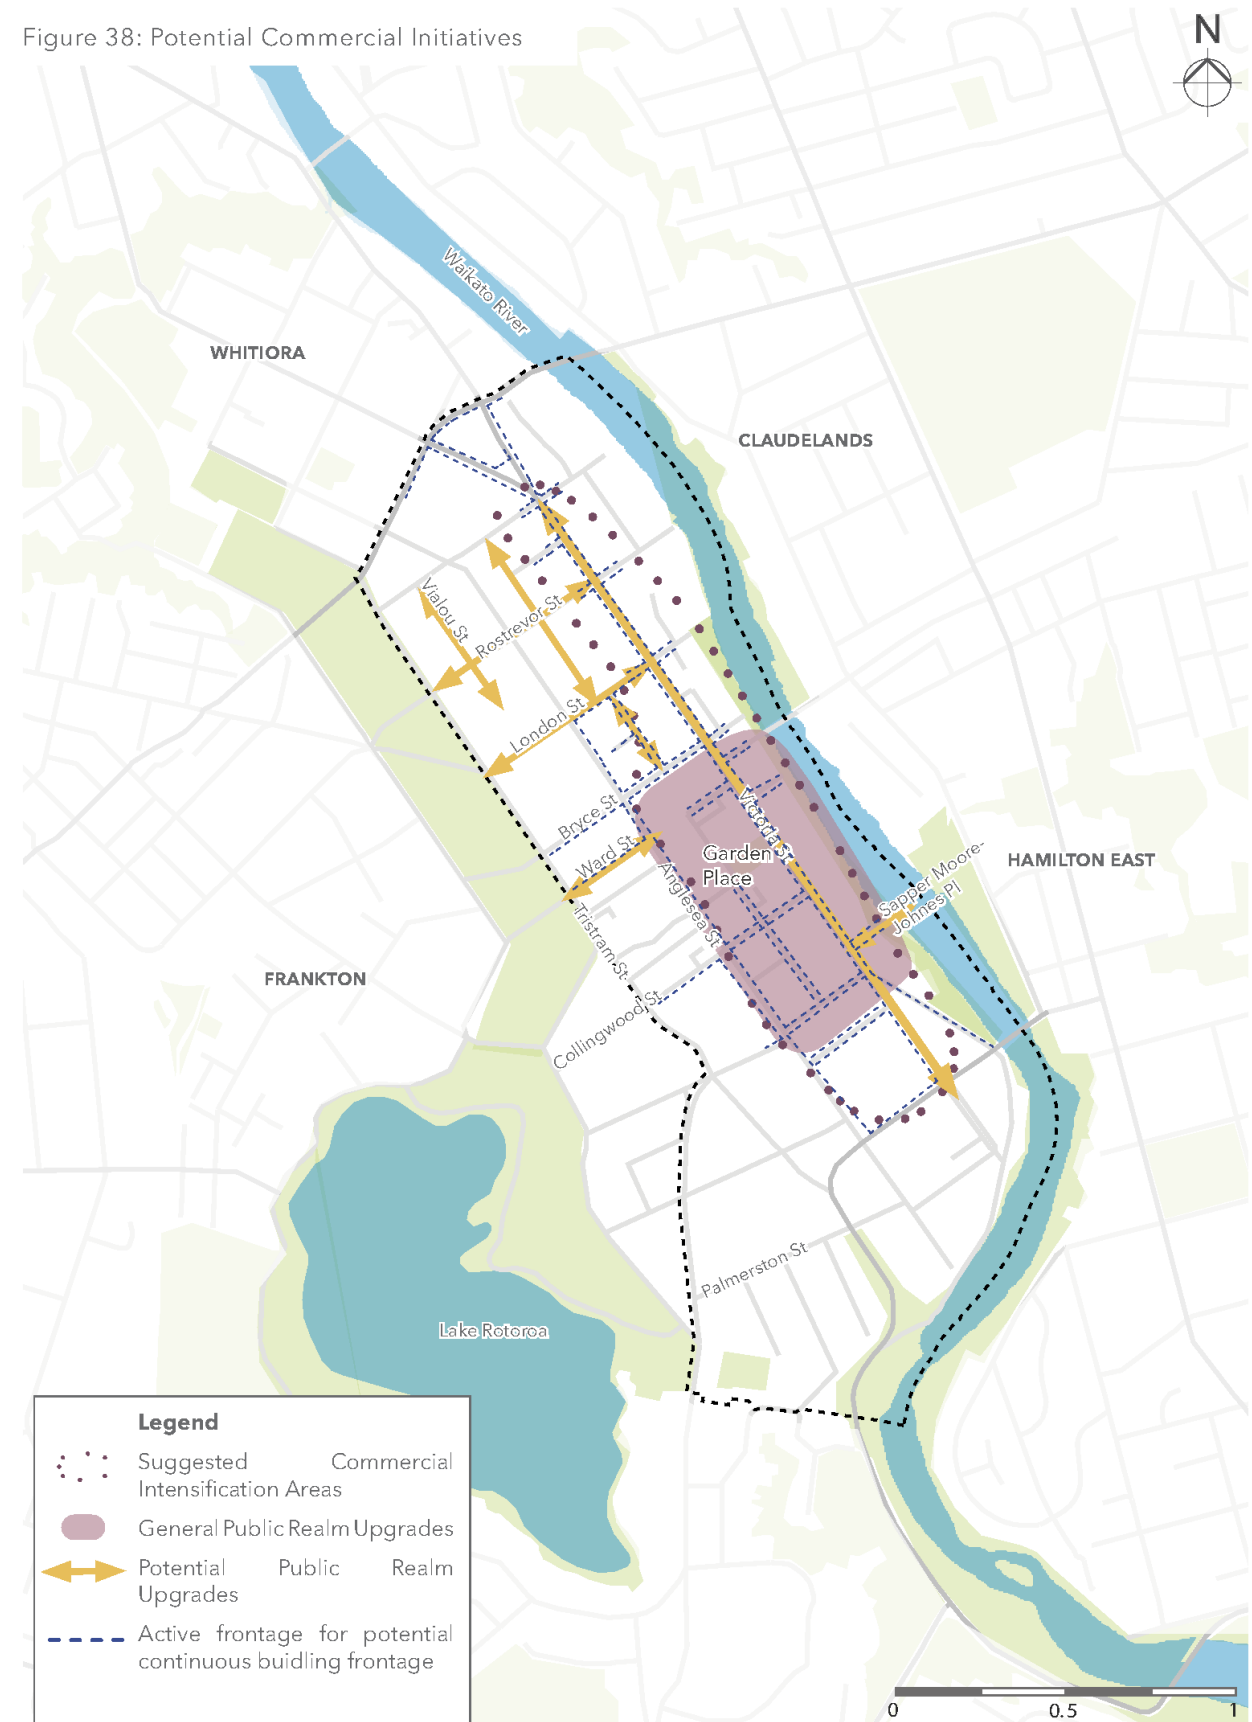 Figure 38: Potential Commercial Initiatives
N
Waikato River
WHITIORA
CLAUDELANDS
Vialou St
Rostrevor St
London St
Bryce St
Victoria St
Ward St
Garden
Place
HAMILTON EAST
Sapper Moore-
Johnes Pl
Anglesea St
Tristram St
FRANKTON
Collingwood St
Palmerston St
Lake Rotoroa
Legend
Suggested Commercial
Intensification Areas
General Public Realm Upgrades
Potential Public Realm
Upgrades
Active frontage for potential
continuous buidling frontage
0 0.5 1